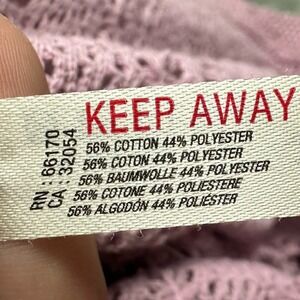 KEEP AWAY
56% COTTON 44% POLYESTER
56% COTON 44% POLYESTER
56% BAUMWOLLE 44% POLYESTER
56% COTONE 44% POLIESTERE
56% ALGODÓN 44% POLIÉSTER
RN : 66170
CA : 32054